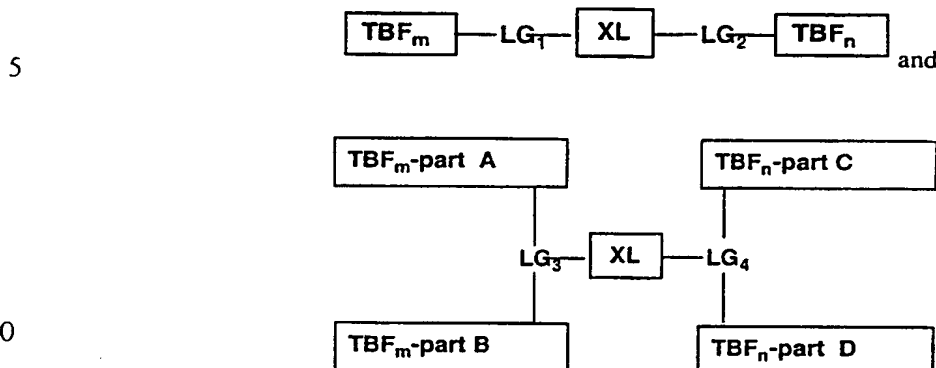 TBFm LG1 XL LG2 TBFn
5 and
TBFm-part A TBFn-part C
LG3 XL LG4
0
TBFm-part B TBFn-part D